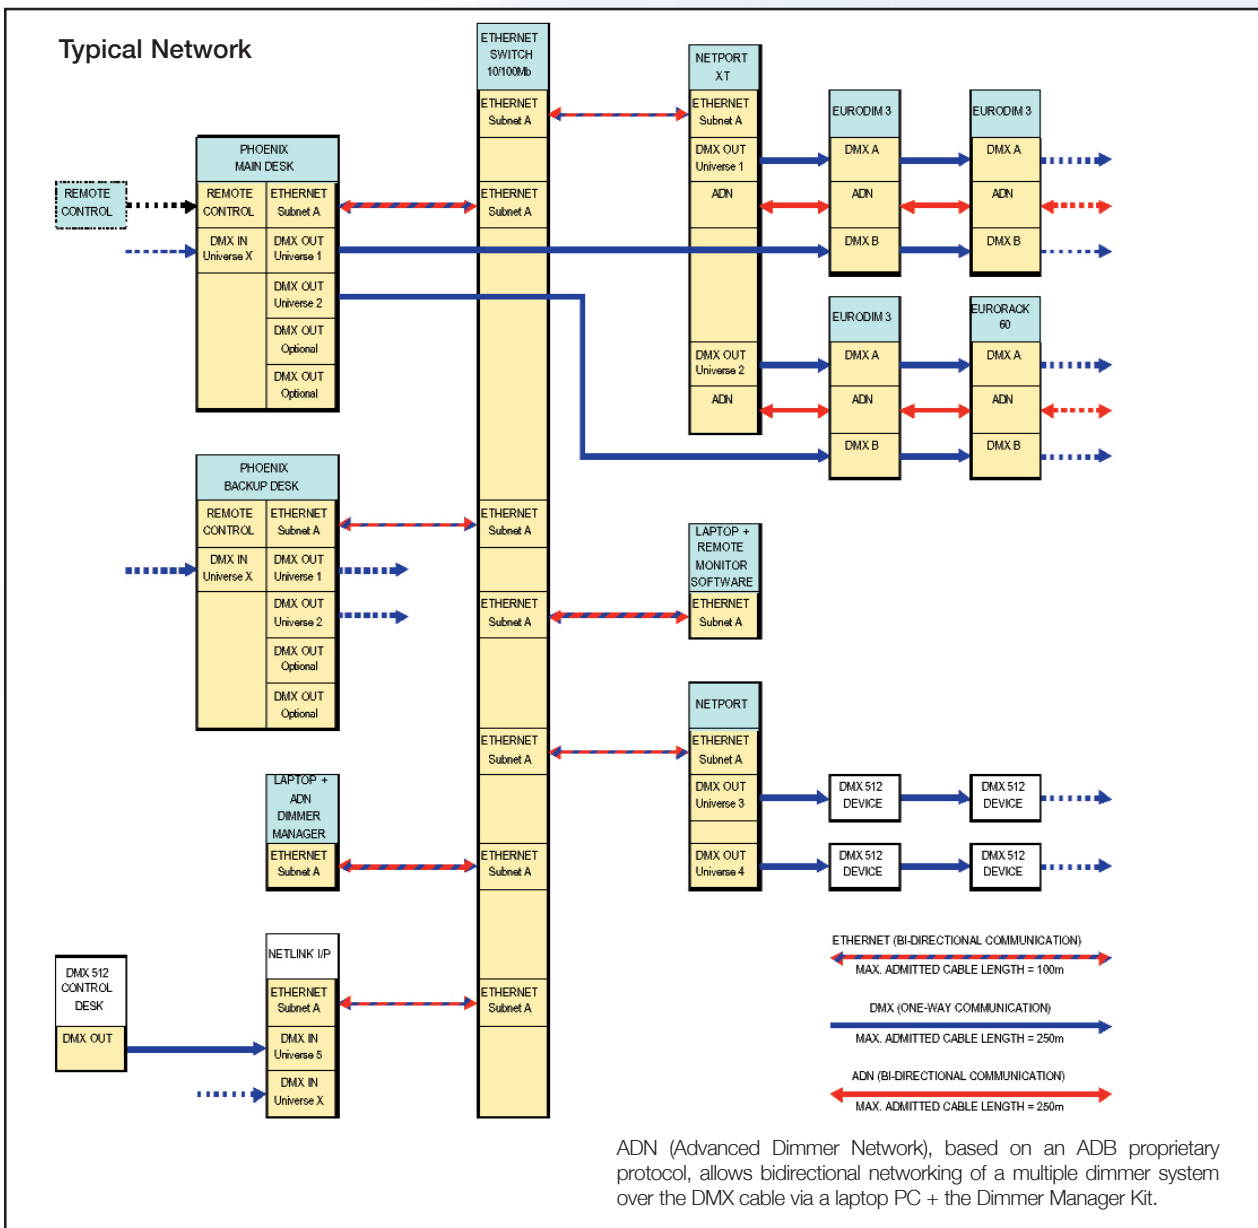 Typical Network
ETHERNET
SWITCH
10/100Mb
ETHERNET
Subnet A
ETHERNET
Subnet A
ETHERNET
Subnet A
ETHERNET
Subnet A
ETHERNET
Subnet A
ETHERNET
Subnet A
ETHERNET
Subnet A
REMOTE
CONTROL
PHOENIX
MAIN DESK
REMOTE
CONTROL
ETHERNET
Subnet A
DMX IN
Universe X
DMX OUT
Universe 1
DMX OUT
Universe 2
DMX OUT
Optional
DMX OUT
Optional
PHOENIX
BACKUP DESK
REMOTE
CONTROL
ETHERNET
Subnet A
DMX IN
Universe X
DMX OUT
Universe 1
DMX OUT
Universe 2
DMX OUT
Optional
DMX OUT
Optional
LAPTOP +
ADN
DIMMER
MANAGER
ETHERNET
Subnet A
DMX 512
CONTROL
DESK
DMX OUT
NETLINK I/P
ETHERNET
Subnet A
DMX IN
Universe 5
DMX IN
Universe X
NETPORT
XT
ETHERNET
Subnet A
DMX OUT
Universe 1
ADN
DMX OUT
Universe 2
ADN
EURODIM 3
DMX A
ADN
DMX B
EURODIM 3
DMX A
ADN
DMX B
EURODIM 3
DMX A
ADN
DMX B
EURORACK
60
DMX A
ADN
DMX B
LAPTOP +
REMOTE
MONITOR
SOFTWARE
ETHERNET
Subnet A
NETPORT
ETHERNET
Subnet A
DMX OUT
Universe 3
DMX OUT
Universe 4
DMX 512
DEVICE
DMX 512
DEVICE
DMX 512
DEVICE
DMX 512
DEVICE
ETHERNET (BI-DIRECTIONAL COMMUNICATION)
MAX. ADMITTED CABLE LENGTH = 100m
DMX (ONE-WAY COMMUNICATION)
MAX. ADMITTED CABLE LENGTH = 250m
ADN (BI-DIRECTIONAL COMMUNICATION)
MAX. ADMITTED CABLE LENGTH = 250m
ADN (Advanced Dimmer Network), based on an ADB proprietary
protocol, allows bidirectional networking of a multiple dimmer system
over the DMX cable via a laptop PC + the Dimmer Manager Kit.